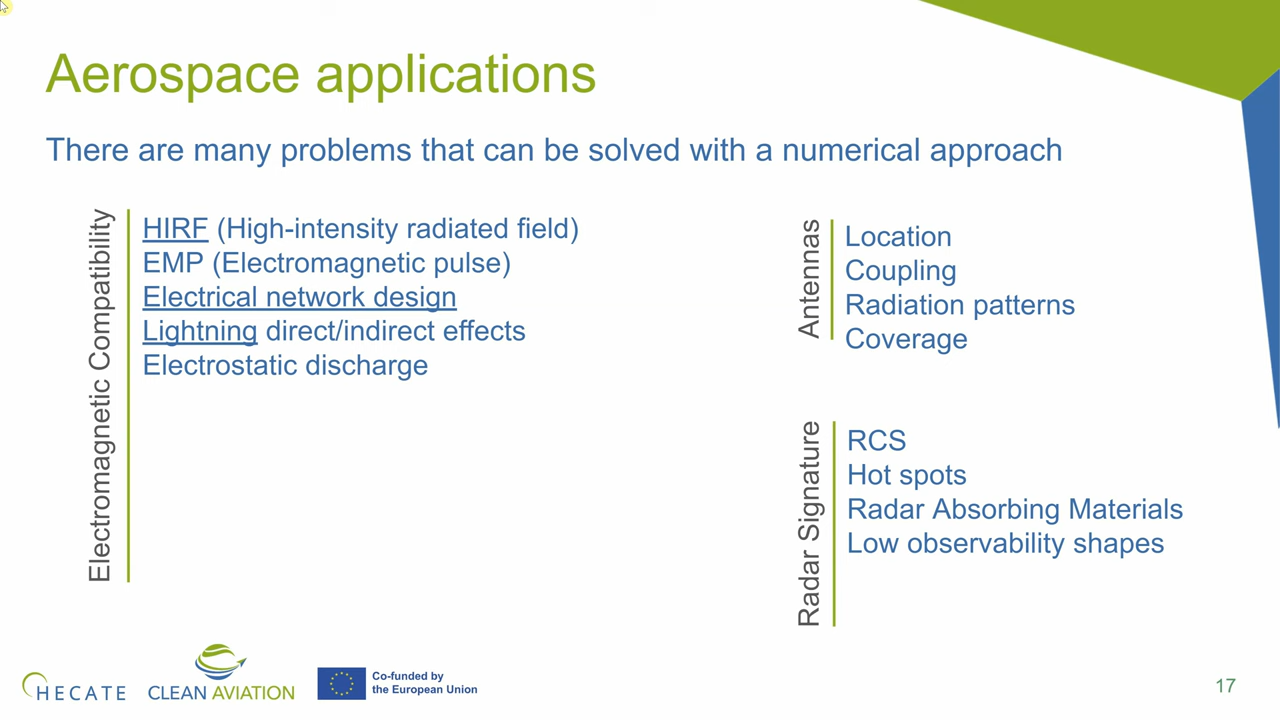 Aerospace applications
There are many problems that can be solved with a numerical approach
Electromagnetic Compatibility
HIRF (High-intensity radiated field)
EMP (Electromagnetic pulse)
Electrical network design
Lightning direct/indirect effects
Electrostatic discharge
Antennas
Location
Coupling
Radiation patterns
Coverage
Radar Signature
RCS
Hot spots
Radar Absorbing Materials
Low observability shapes
HECATE
CLEAN AVIATION
Co-funded by
the European Union
17